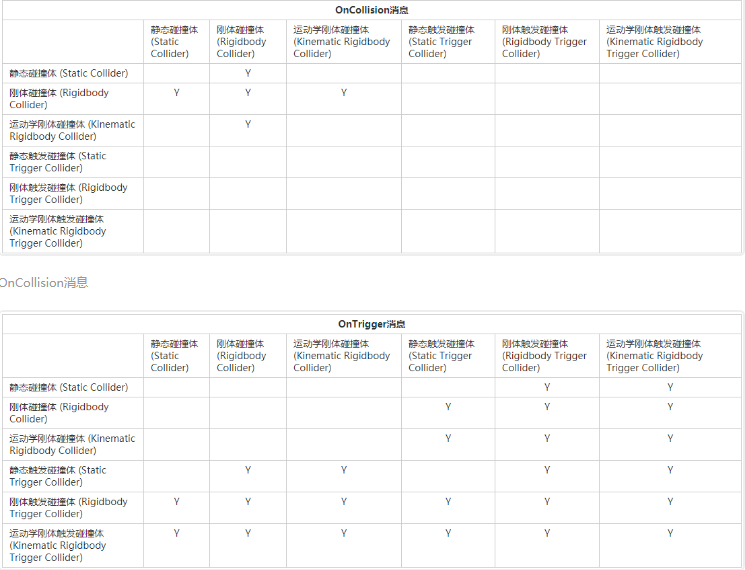 OnCollision消息
静态碰撞体 (Static Collider) 刚体碰撞体 (Rigidbody Collider) 运动学刚体碰撞体 (Kinematic Rigidbody Collider) 静态触发碰撞体 (Static Trigger Collider) 刚体触发碰撞体 (Rigidbody Trigger Collider) 运动学刚体触发碰撞体 (Kinematic Rigidbody Trigger Collider)
静态碰撞体 (Static Collider) Y
刚体碰撞体 (Rigidbody Collider) Y Y Y
运动学刚体碰撞体 (Kinematic Rigidbody Collider) Y
静态触发碰撞体 (Static Trigger Collider)
刚体触发碰撞体 (Rigidbody Trigger Collider)
运动学刚体触发碰撞体 (Kinematic Rigidbody Trigger Collider)
OnCollision消息
OnTrigger消息
静态碰撞体 (Static Collider) 刚体碰撞体 (Rigidbody Collider) 运动学刚体碰撞体 (Kinematic Rigidbody Collider) 静态触发碰撞体 (Static Trigger Collider) 刚体触发碰撞体 (Rigidbody Trigger Collider) 运动学刚体触发碰撞体 (Kinematic Rigidbody Trigger Collider)
静态碰撞体 (Static Collider) Y Y
刚体碰撞体 (Rigidbody Collider) Y Y Y
运动学刚体碰撞体 (Kinematic Rigidbody Collider) Y Y Y
静态触发碰撞体 (Static Trigger Collider) Y Y Y Y
刚体触发碰撞体 (Rigidbody Trigger Collider) Y Y Y Y Y Y
运动学刚体触发碰撞体 (Kinematic Rigidbody Trigger Collider) Y Y Y Y Y Y